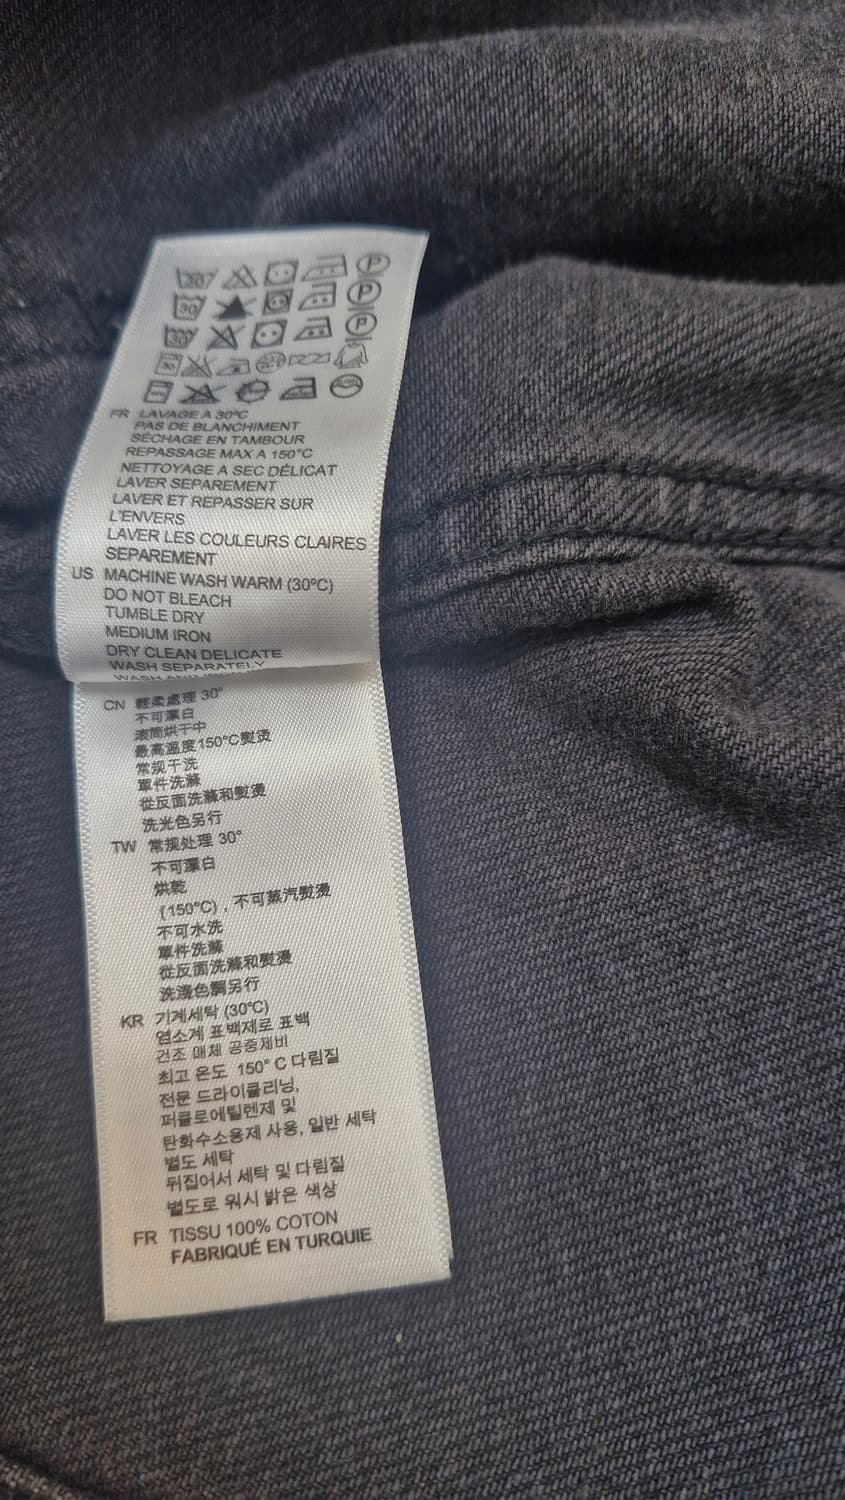 FR LAVAGE A 30ºC
PAS DE BLANCHIMENT
SÉCHAGE EN TAMBOUR
REPASSAGE MAX A 150°C
NETTOYAGE A SEC DÉLICAT
LAVER SEPAREMENT
LAVER ET REPASSER SUR
L'ENVERS
LAVER LES COULEURS CLAIRES
SEPAREMENT
US MACHINE WASH WARM (30ºC)
DO NOT BLEACH
TUMBLE DRY
MEDIUM IRON
DRY CLEAN DELICATE
WASH SEPARATELY
CN 輕柔處理 30°
不可漂白
滚筒烘干中
最高溫度150°C熨烫
常规干洗
單件洗滌
從反面洗滌和熨燙
洗光色另行
TW 常规处理 30°
不可漂白
烘乾
(150°C) , 不可蒸汽熨燙
不可水洗
單件洗滌
從反面洗滌和熨燙
洗淺色調另行
KR 기계세탁 (30°C)
염소계 표백제로 표백
건조 매체 공중제비
최고 온도 150° C 다림질
전문 드라이클리닝,
퍼클로에틸렌제 및
탄화수소용제 사용, 일반 세탁
별도 세탁
뒤집어서 세탁 및 다림질
별도로 워시 밝은 색상
FR TISSU 100% COTON
FABRIQUÉ EN TURQUIE